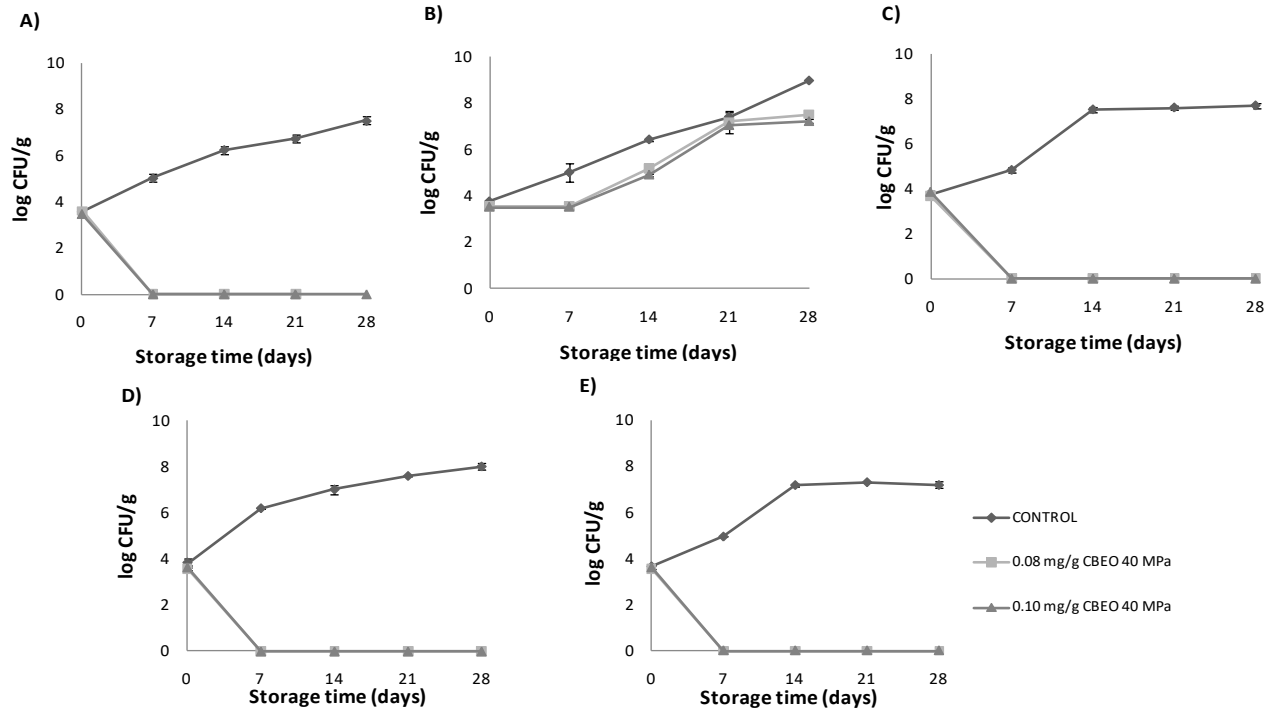 A)
10
8
6
4
2
0
log CFU/g
0 7 14 21 28
Storage time (days)
B)
10
8
6
4
2
0
log CFU/g
0 7 14 21 28
Storage time (days)
C)
10
8
6
4
2
0
log CFU/g
0 7 14 21 28
Storage time (days)
D)
10
8
6
4
2
0
log CFU/g
0 7 14 21 28
Storage time (days)
E)
10
8
6
4
2
0
log CFU/g
0 7 14 21 28
Storage time (days)
CONTROL
0.08 mg/g CBEO 40 MPa
0.10 mg/g CBEO 40 MPa